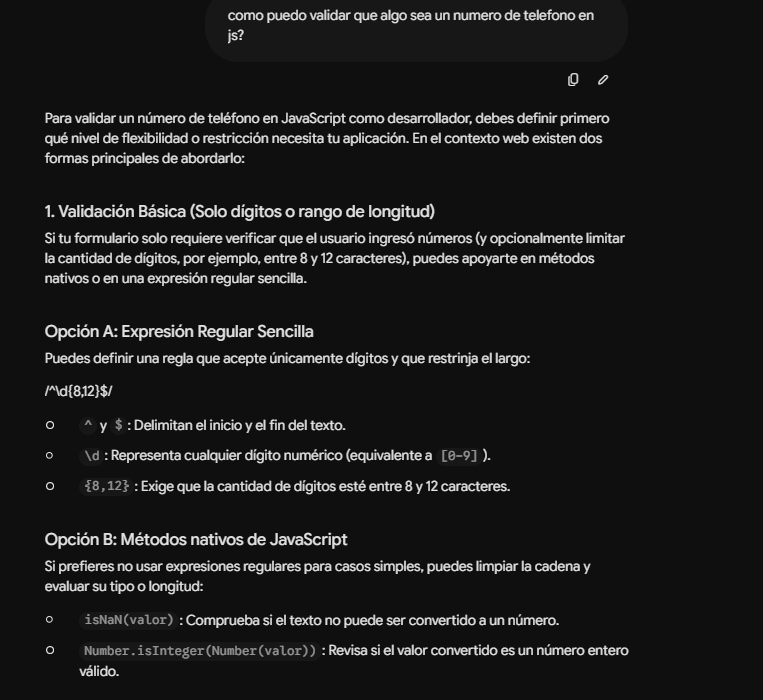 como puedo validar que algo sea un numero de telefono en
js?
Para validar un número de teléfono en JavaScript como desarrollador, debes definir primero
qué nivel de flexibilidad o restricción necesita tu aplicación. En el contexto web existen dos
formas principales de abordarlo:
1. Validación Básica (Solo dígitos o rango de longitud)
Si tu formulario solo requiere verificar que el usuario ingresó números (y opcionalmente limitar
la cantidad de dígitos, por ejemplo, entre 8 y 12 caracteres), puedes apoyarte en métodos
nativos o en una expresión regular sencilla.
Opción A: Expresión Regular Sencilla
Puedes definir una regla que acepte únicamente dígitos y que restrinja el largo:
/^\d{8,12}$/
^ y $ : Delimitan el inicio y el fin del texto.
\d : Representa cualquier dígito numérico (equivalente a [0-9] ).
{8,12} : Exige que la cantidad de dígitos esté entre 8 y 12 caracteres.
Opción B: Métodos nativos de JavaScript
Si prefieres no usar expresiones regulares para casos simples, puedes limpiar la cadena y
evaluar su tipo o longitud:
isNaN(valor) : Comprueba si el texto no puede ser convertido a un número.
Number.isInteger(Number(valor)) : Revisa si el valor convertido es un número entero
válido.